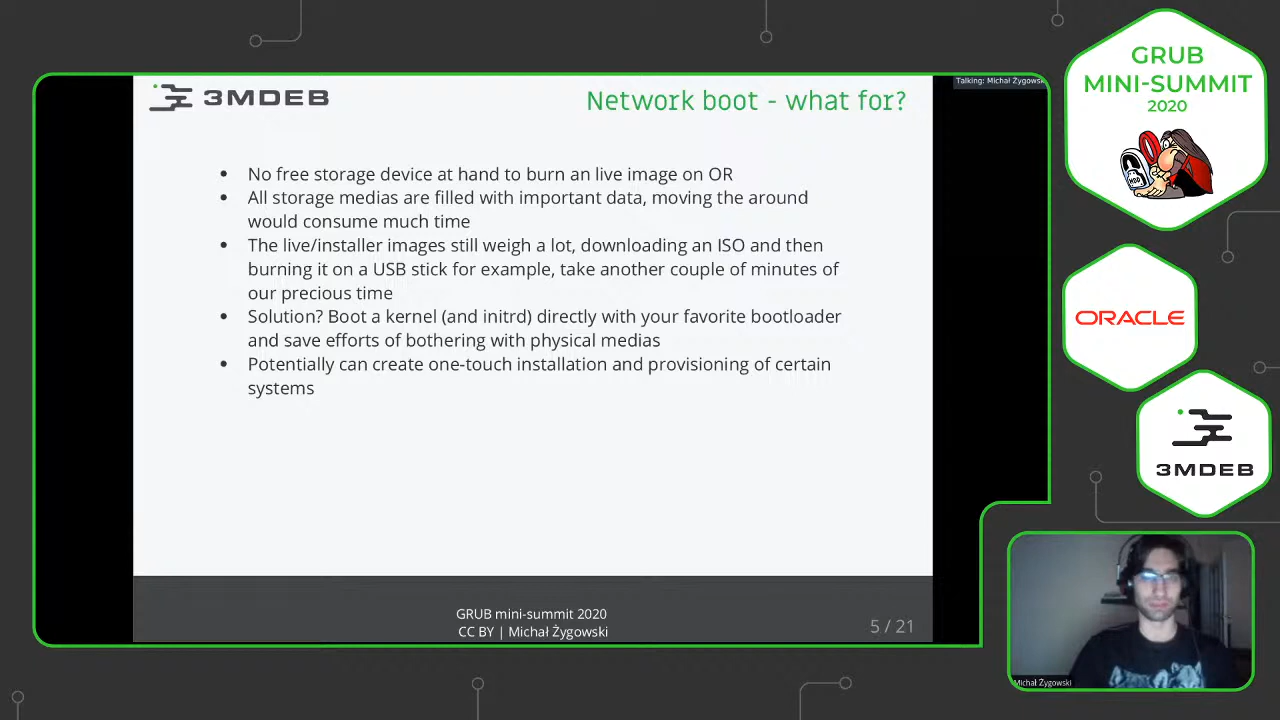 3MDEB
Network boot - what for?
Talking: Michał Żygowsk
No free storage device at hand to burn an live image on OR
All storage medias are filled with important data, moving the around
would consume much time
The live/installer images still weigh a lot, downloading an ISO and then
burning it on a USB stick for example, take another couple of minutes of
our precious time
Solution? Boot a kernel (and initrd) directly with your favorite bootloader
and save efforts of bothering with physical medias
Potentially can create one-touch installation and provisioning of certain
systems
GRUB mini-summit 2020
CC BY | Michał Żygowski
5 / 21
GRUB
MINI-SUMMIT
2020
ORACLE
3MDEB
Michał Żygowski